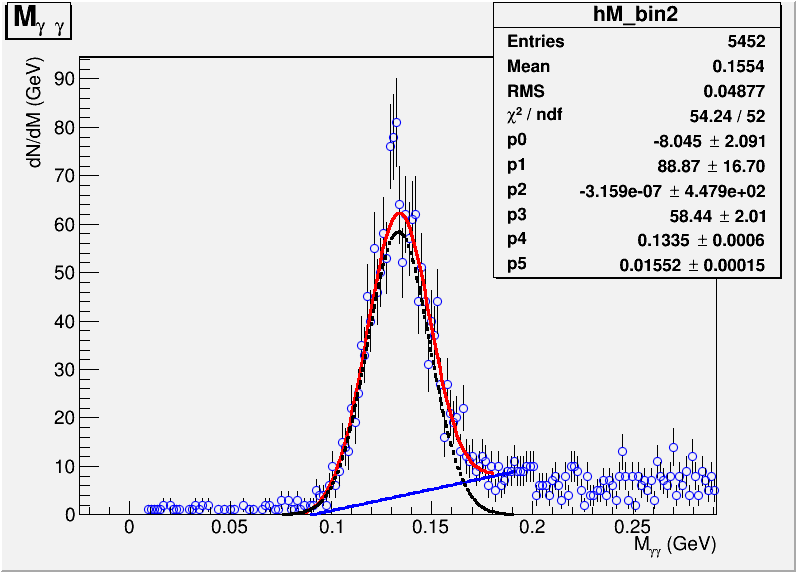 Mγ γ
hM_bin2
Entries 5452
Mean 0.1554
RMS 0.04877
χ² / ndf 54.24 / 52
p0 -8.045 ± 2.091
p1 88.87 ± 16.70
p2 -3.159e-07 ± 4.479e+02
p3 58.44 ± 2.01
p4 0.1335 ± 0.0006
p5 0.01552 ± 0.00015
dN/dM (GeV)
90
80
70
60
50
40
30
20
10
0
0 0.05 0.1 0.15 0.2 0.25
Mγγ (GeV)